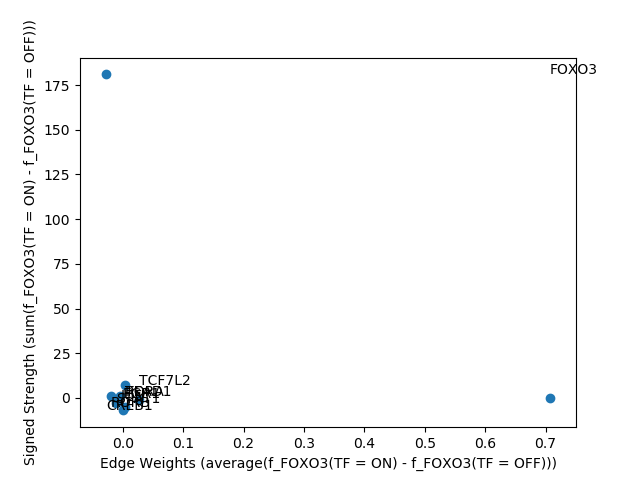 FOXO3
175
150
125
100
75
50
25
0
TCF7L2
CREB1
0.0 0.1 0.2 0.3 0.4 0.5 0.6 0.7
Edge Weights (average(f_FOXO3(TF = ON) - f_FOXO3(TF = OFF)))
Signed Strength (sum(f_FOXO3(TF = ON) - f_FOXO3(TF = OFF)))